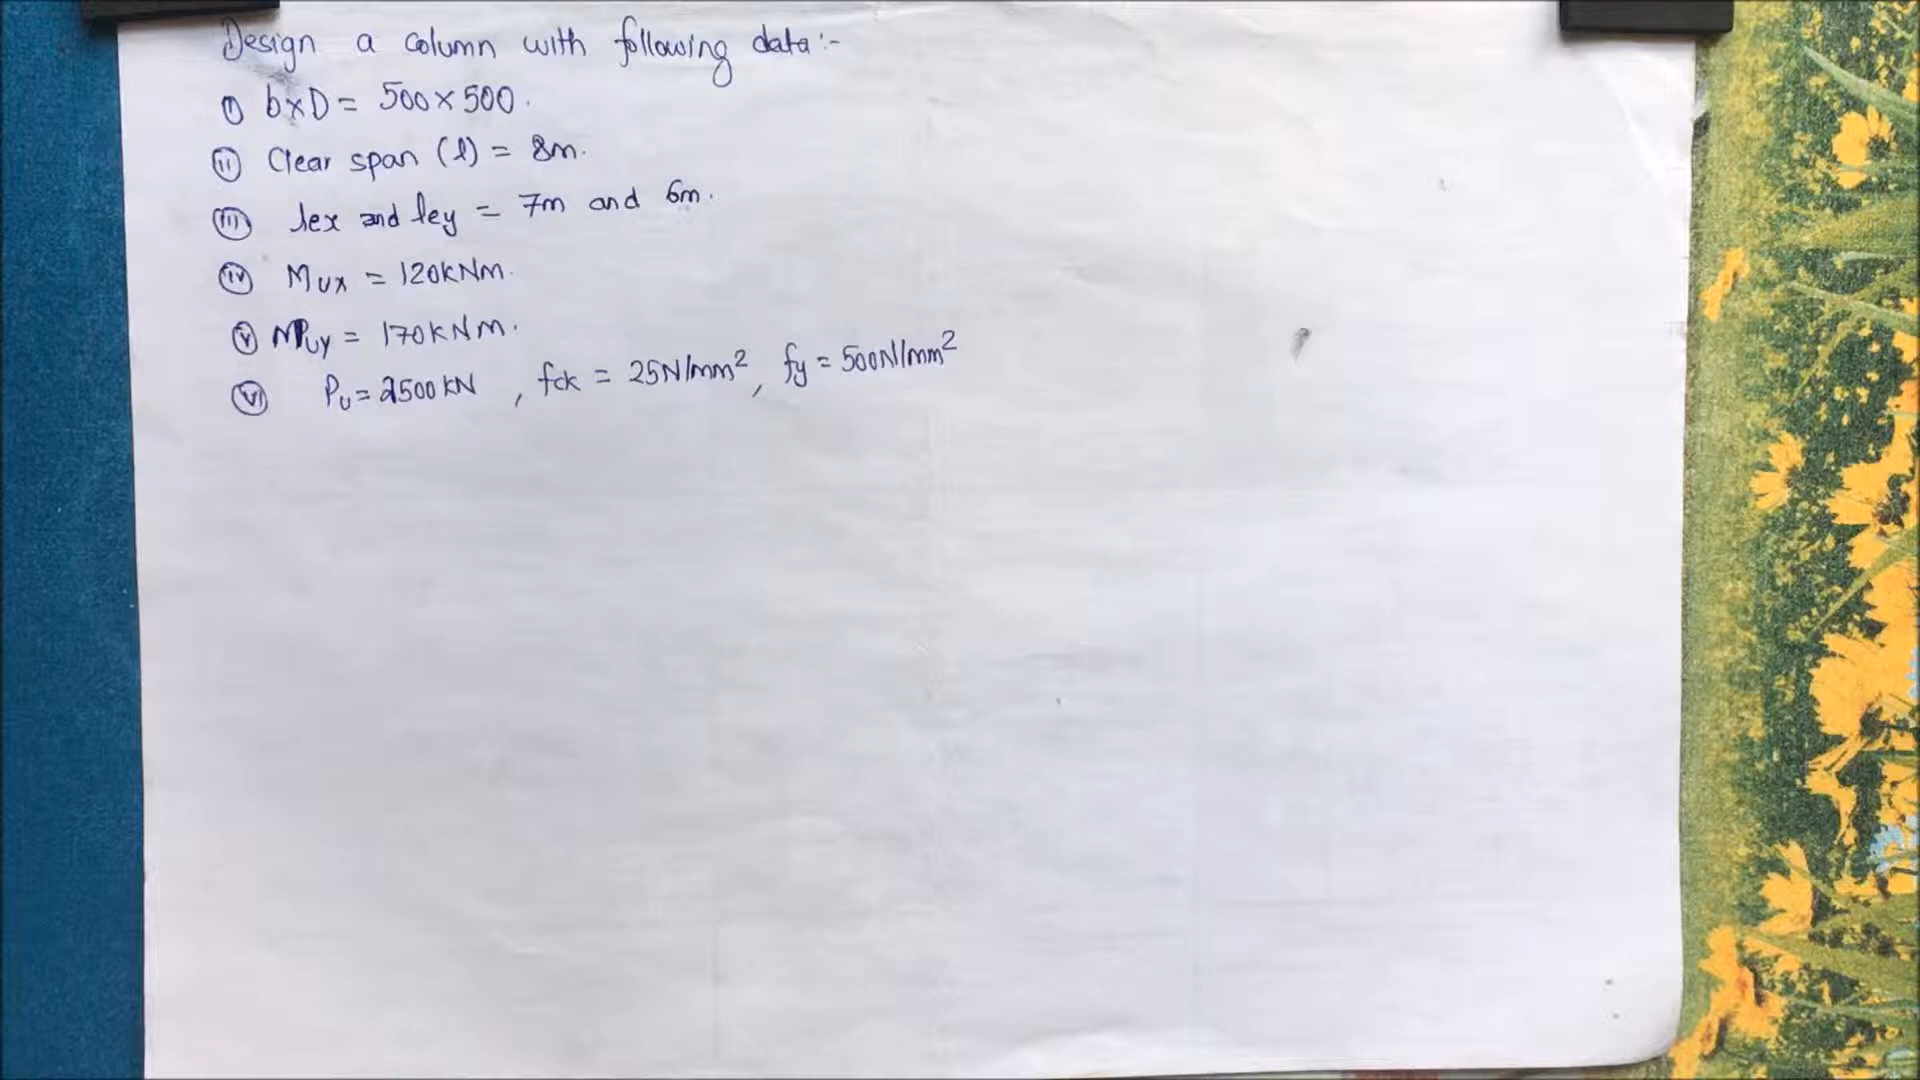 Design a column with following data:-
(i) b×D = 500×500.
(ii) Clear span (l) = 8m.
(iii) lex and ley = 7m and 6m.
(iv) Mux = 120KNm.
(v) Muy = 170KNm.
(vi) Pu = 2500 KN , fck = 25N/mm², fy = 500N/mm²